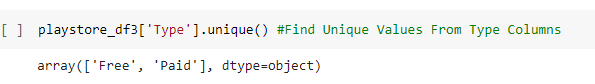 [ ] playstore_df3['Type'].unique() #Find Unique Values From Type Columns
array(['Free', 'Paid'], dtype=object)